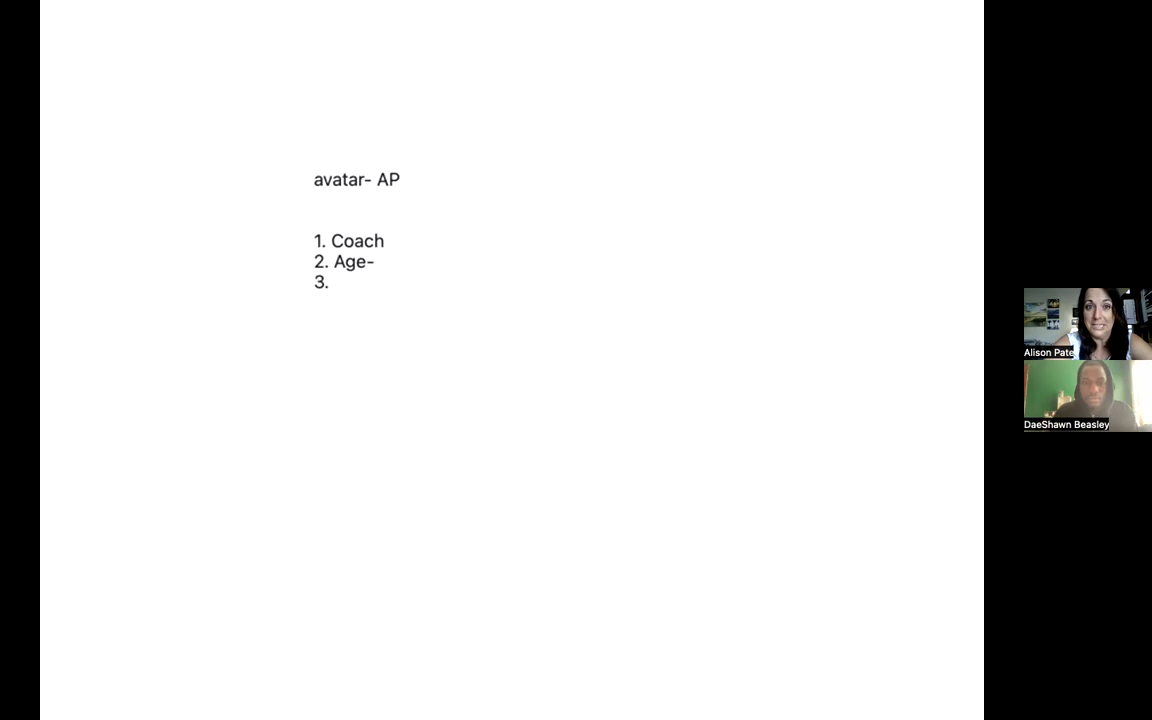 avatar- AP
1. Coach
2. Age-
3.
Alison Pate
DaeShawn Beasley